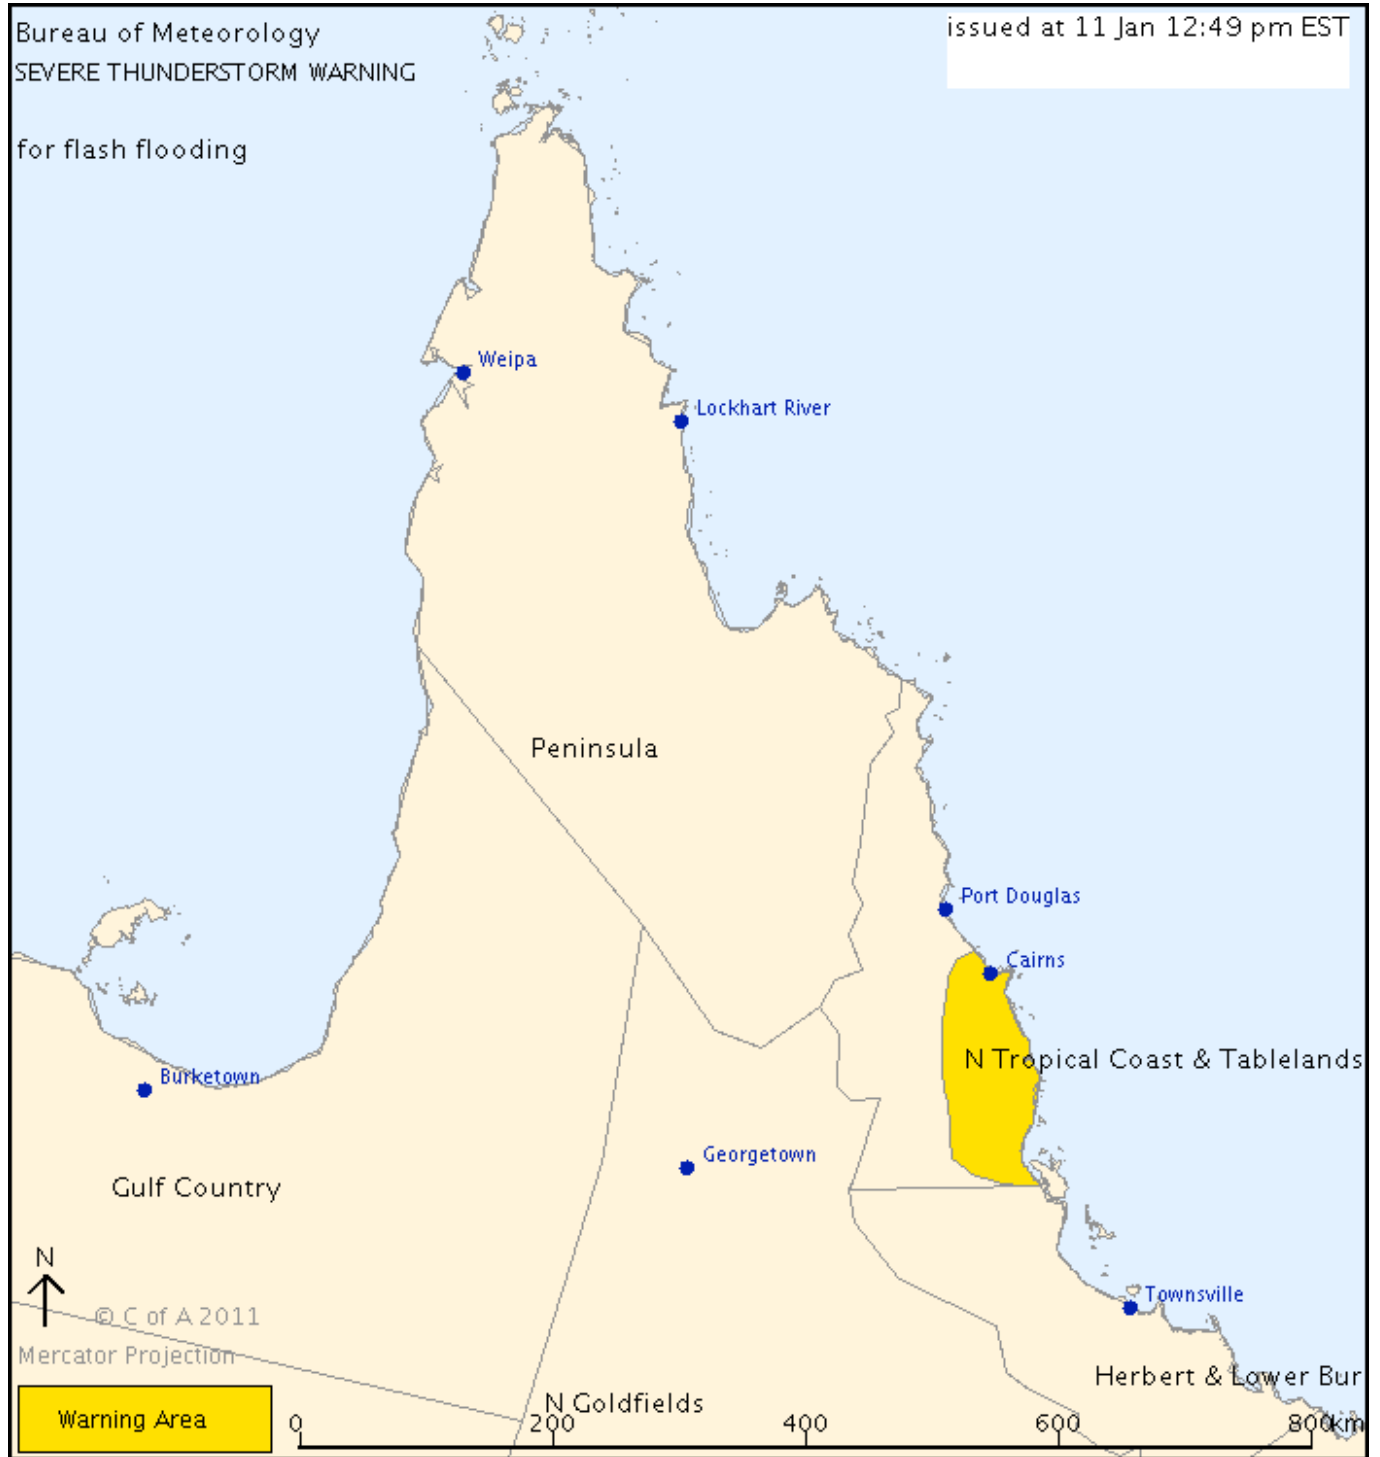 Bureau of Meteorology
issued at 11 Jan 12:49 pm EST
SEVERE THUNDERSTORM WARNING
for flash flooding
Weipa
Lockhart River
Peninsula
Port Douglas
Cairns
N Tropical Coast & Tablelands
Burketown
Georgetown
Gulf Country
N
Townsville
© C of A 2011
Mercator Projection
Herbert & Lower Bur
N Goldfields
Warning Area
0 200 400 600 800km